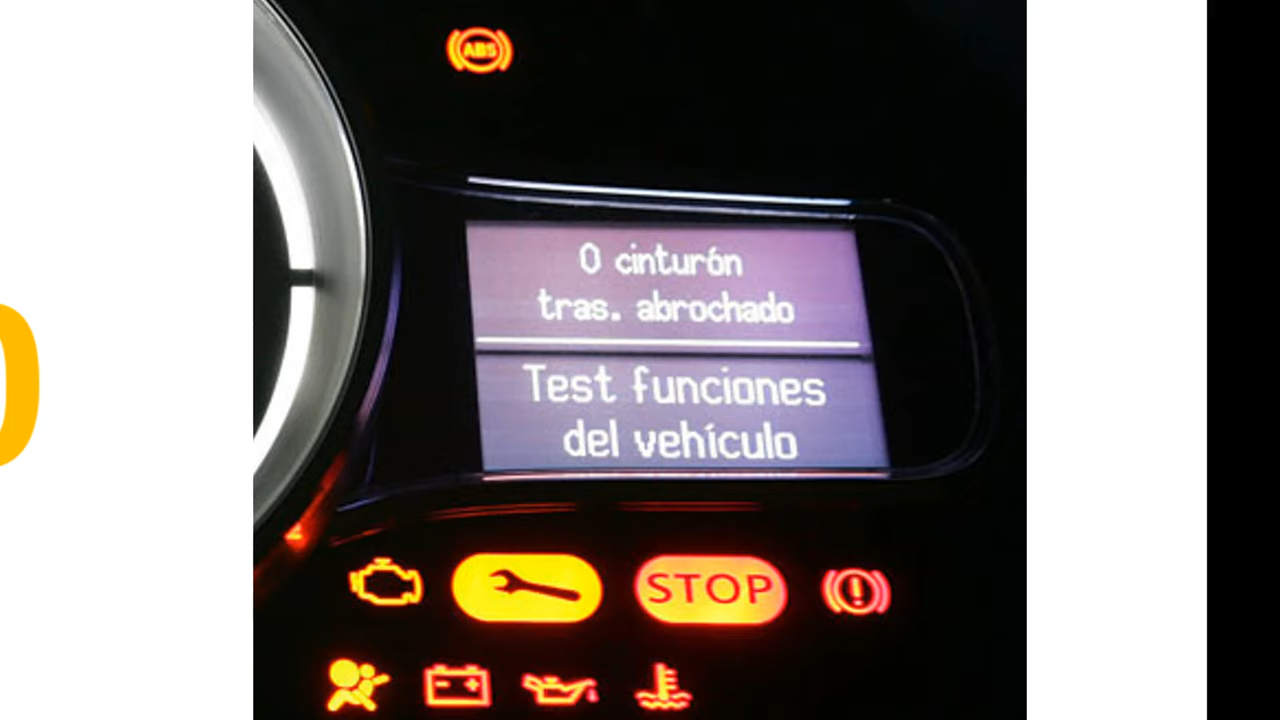 ABS
0 cinturón
tras. abrochado
Test funciones
del vehículo
STOP